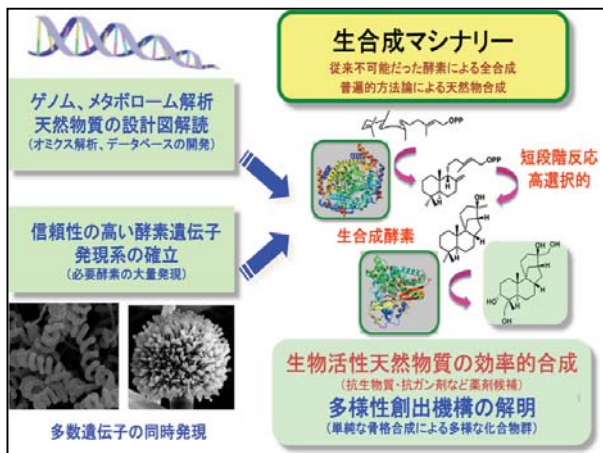 ゲノム、メタボローム解析
天然物質の設計図解読
(オミクス解析、データベースの開発)
信頼性の高い酵素遺伝子
発現系の確立
(必要酵素の大量発現)
多数遺伝子の同時発現
生合成マシナリー
従来不可能だった酵素による全合成
普遍的方法論による天然物合成
OPP
OPP
H
短段階反応
高選択的
OH
H
H
生合成酵素
OH
OH
H
HO
H
OH
生物活性天然物質の効率的合成
(抗生物質・抗ガン剤など薬剤候補)
多様性創出機構の解明
(単純な骨格合成による多様な化合物群)